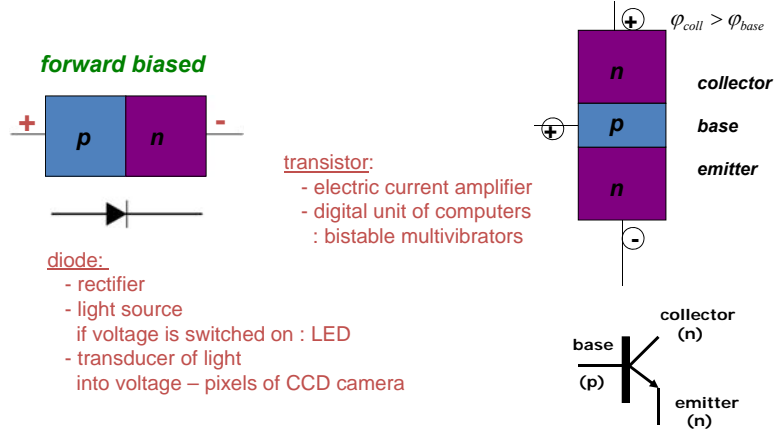 forward biased
+
-
p
n
diode:
- rectifier
- light source
if voltage is switched on : LED
- transducer of light
into voltage – pixels of CCD camera
transistor:
- electric current amplifier
- digital unit of computers
: bistable multivibrators
+
φcoll > φbase
n
collector
+
p
base
emitter
n
-
collector
(n)
base
(p)
emitter
(n)